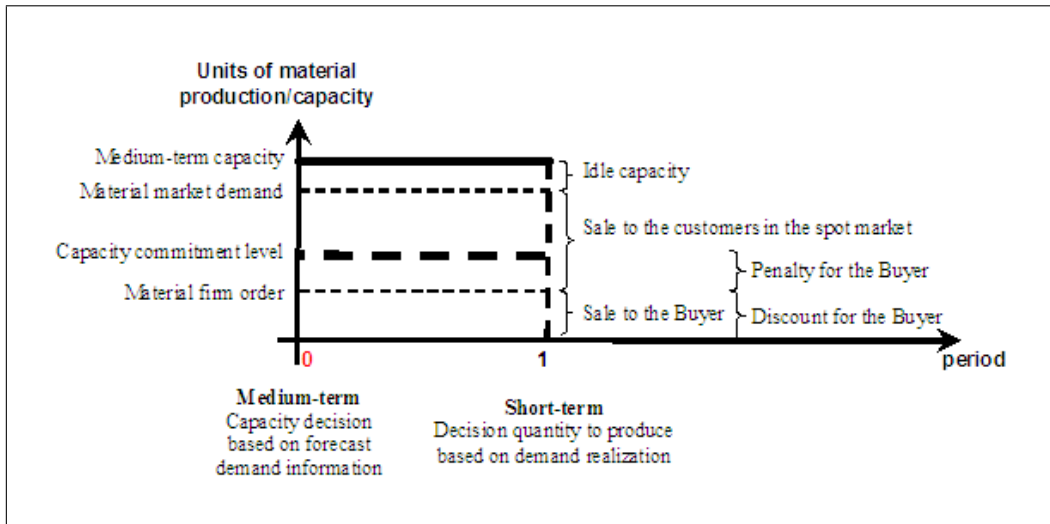 Units of material
production/capacity
Medium-term capacity
Idle capacity
Material market demand
Sale to the customers in the spot market
Capacity commitment level
Penalty for the Buyer
Material firm order
Sale to the Buyer
Discount for the Buyer
0
1
period
Medium-term
Capacity decision
based on forecast
demand information
Short-term
Decision quantity to produce
based on demand realization